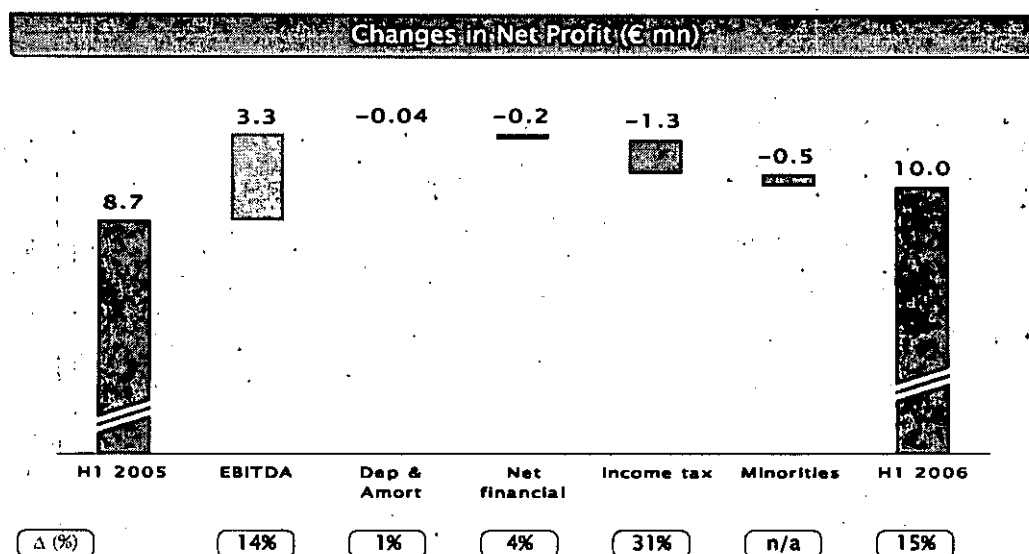 Changes in Net Profit (€ mn)
3.3 −0.04 −0.2 −1.3
−0.5
10.0
8.7
H1 2005 EBITDA Dep & Amort Net financial Income tax Minorities H1 2006
Δ (%) 14% 1% 4% 31% n/a 15%